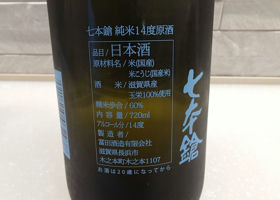 七本鎗 純米14度原酒
品目/日本酒
原材料名/米(国産)
米こうじ(国産米)
酒米/滋賀県産
玉栄100%使用
精米歩合/60%
内容量/720ml
アルコール分/14度
製造者/
冨田酒造有限会社
滋賀県長浜市
木之本町木之本1107
お酒は20歳になってから
七本鎗